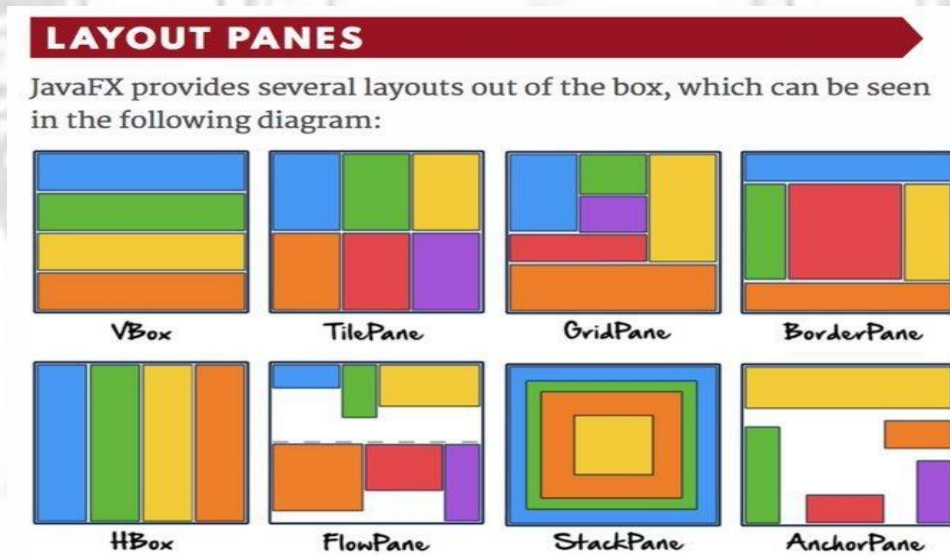 LAYOUT PANES
JavaFX provides several layouts out of the box, which can be seen
in the following diagram:
VBox TilePane GridPane BorderPane
HBox FlowPane StackPane AnchorPane